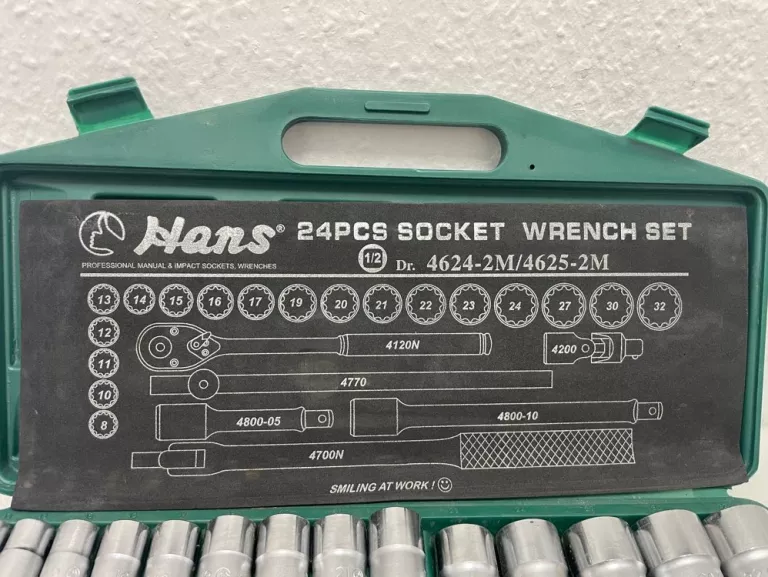 Hans® 24PCS SOCKET WRENCH SET
PROFESSIONAL MANUAL & IMPACT SOCKETS, WRENCHES
1/2 Dr. 4624-2M/4625-2M
13 14 15 16 17 19 20 21 22 23 24 27 30 32
12
11
10
8
4120N
4200
4770
4800-05
4800-10
4700N
SMILING AT WORK !